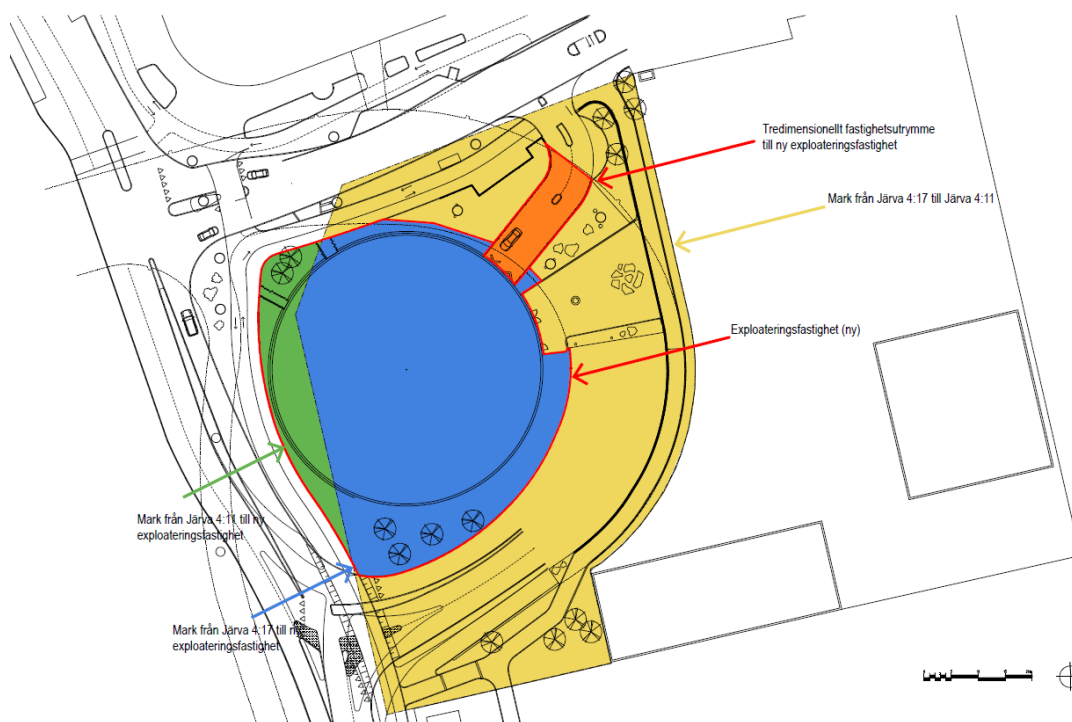 Tredimensionellt fastighetsutrymme
till ny exploateringsfastighet
Mark från Järva 4:17 till Järva 4:11
Exploateringsfastighet (ny)
Mark från Järva 4:11 till ny
exploateringsfastighet
Mark från Järva 4:17 till ny
exploateringsfastighet